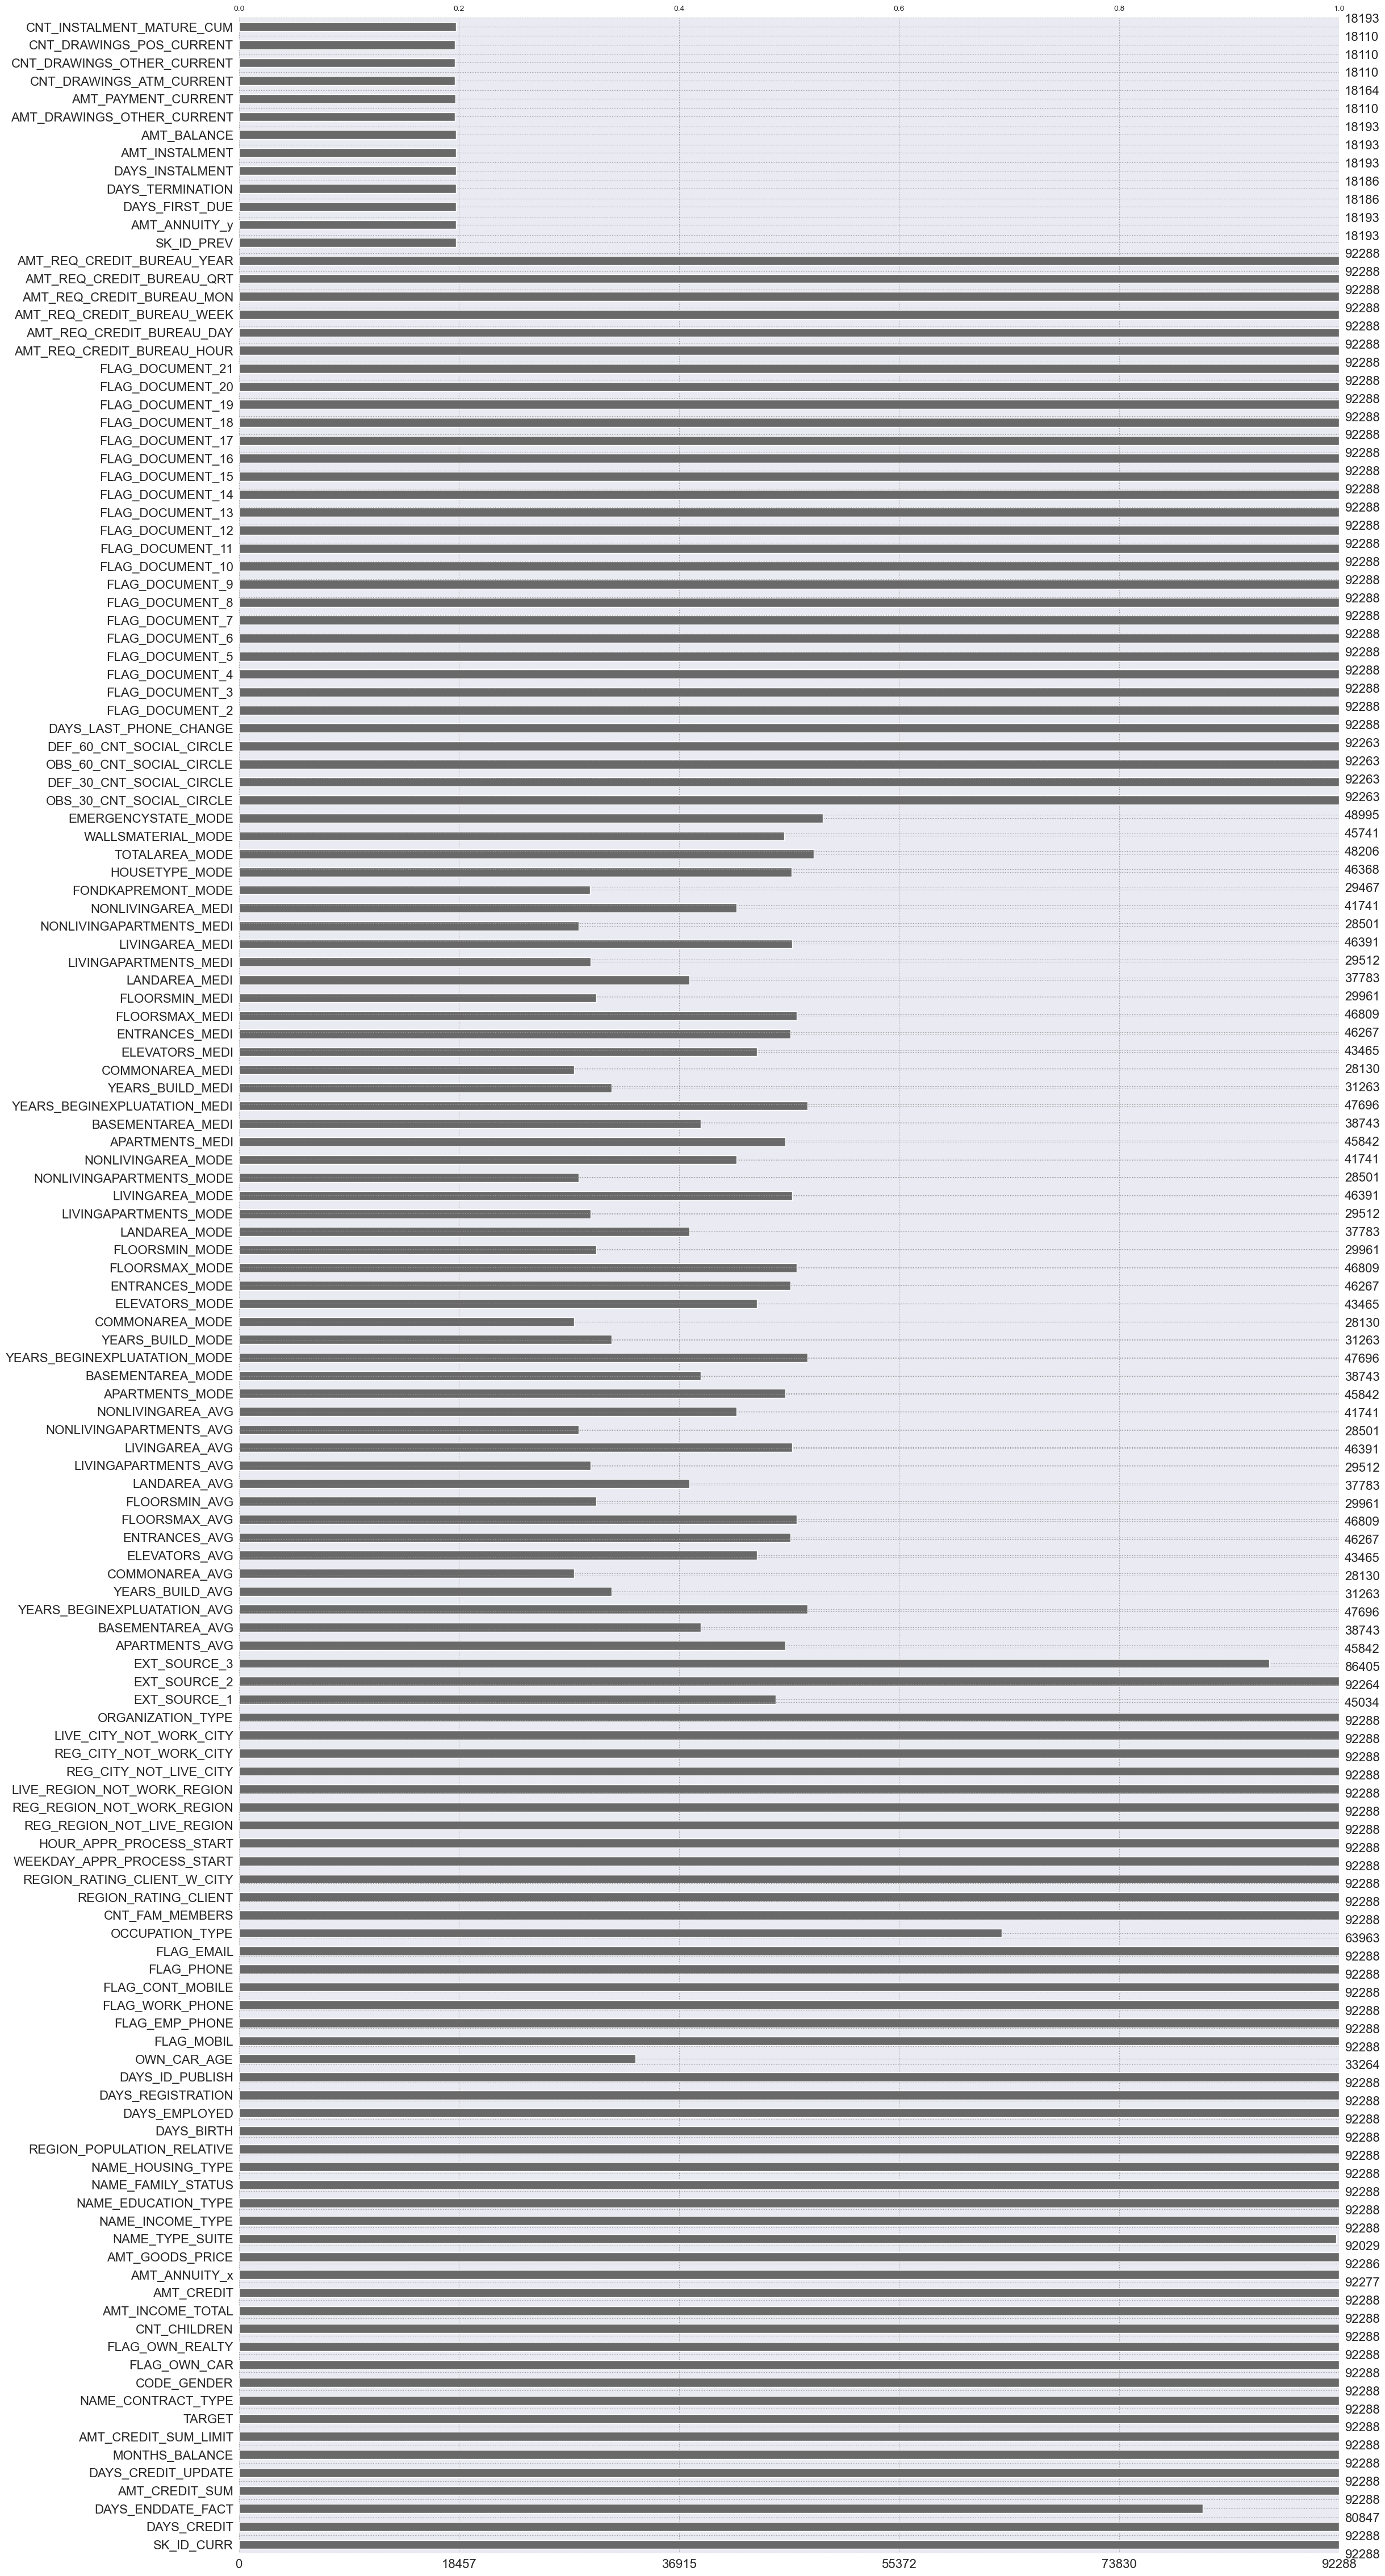 0.0 0.2 0.4 0.6 0.8 1.0
CNT_INSTALMENT_MATURE_CUM 18193
CNT_DRAWINGS_POS_CURRENT 18110
CNT_DRAWINGS_OTHER_CURRENT 18110
CNT_DRAWINGS_ATM_CURRENT 18110
AMT_PAYMENT_CURRENT 18164
AMT_DRAWINGS_OTHER_CURRENT 18110
AMT_BALANCE 18193
AMT_INSTALMENT 18193
DAYS_INSTALMENT 18193
DAYS_TERMINATION 18186
DAYS_FIRST_DUE 18186
AMT_ANNUITY_y 18193
SK_ID_PREV 18193
AMT_REQ_CREDIT_BUREAU_YEAR 92288
AMT_REQ_CREDIT_BUREAU_QRT 92288
AMT_REQ_CREDIT_BUREAU_MON 92288
AMT_REQ_CREDIT_BUREAU_WEEK 92288
AMT_REQ_CREDIT_BUREAU_DAY 92288
AMT_REQ_CREDIT_BUREAU_HOUR 92288
FLAG_DOCUMENT_21 92288
FLAG_DOCUMENT_20 92288
FLAG_DOCUMENT_19 92288
FLAG_DOCUMENT_18 92288
FLAG_DOCUMENT_17 92288
FLAG_DOCUMENT_16 92288
FLAG_DOCUMENT_15 92288
FLAG_DOCUMENT_14 92288
FLAG_DOCUMENT_13 92288
FLAG_DOCUMENT_12 92288
FLAG_DOCUMENT_11 92288
FLAG_DOCUMENT_10 92288
FLAG_DOCUMENT_9 92288
FLAG_DOCUMENT_8 92288
FLAG_DOCUMENT_7 92288
FLAG_DOCUMENT_6 92288
FLAG_DOCUMENT_5 92288
FLAG_DOCUMENT_4 92288
FLAG_DOCUMENT_3 92288
FLAG_DOCUMENT_2 92288
DAYS_LAST_PHONE_CHANGE 92288
DEF_60_CNT_SOCIAL_CIRCLE 92263
OBS_60_CNT_SOCIAL_CIRCLE 92263
DEF_30_CNT_SOCIAL_CIRCLE 92263
OBS_30_CNT_SOCIAL_CIRCLE 92263
EMERGENCYSTATE_MODE 48995
WALLSMATERIAL_MODE 45741
TOTALAREA_MODE 48206
HOUSETYPE_MODE 46368
FONDKAPREMONT_MODE 29467
NONLIVINGAREA_MEDI 41741
NONLIVINGAPARTMENTS_MEDI 28501
LIVINGAREA_MEDI 46391
LIVINGAPARTMENTS_MEDI 29512
LANDAREA_MEDI 37783
FLOORSMIN_MEDI 29961
FLOORSMAX_MEDI 46809
ENTRANCES_MEDI 46267
ELEVATORS_MEDI 43465
COMMONAREA_MEDI 28130
YEARS_BUILD_MEDI 31263
YEARS_BEGINEXPLUATATION_MEDI 47696
BASEMENTAREA_MEDI 38743
APARTMENTS_MEDI 45842
NONLIVINGAREA_MODE 41741
NONLIVINGAPARTMENTS_MODE 28501
LIVINGAREA_MODE 46391
LIVINGAPARTMENTS_MODE 29512
LANDAREA_MODE 37783
FLOORSMIN_MODE 29961
FLOORSMAX_MODE 46809
ENTRANCES_MODE 46267
ELEVATORS_MODE 43465
COMMONAREA_MODE 28130
YEARS_BUILD_MODE 31263
YEARS_BEGINEXPLUATATION_MODE 47696
BASEMENTAREA_MODE 38743
APARTMENTS_MODE 45842
NONLIVINGAREA_AVG 41741
NONLIVINGAPARTMENTS_AVG 28501
LIVINGAREA_AVG 46391
LIVINGAPARTMENTS_AVG 29512
LANDAREA_AVG 37783
FLOORSMIN_AVG 29961
FLOORSMAX_AVG 46809
ENTRANCES_AVG 46267
ELEVATORS_AVG 43465
COMMONAREA_AVG 28130
YEARS_BUILD_AVG 31263
YEARS_BEGINEXPLUATATION_AVG 47696
BASEMENTAREA_AVG 38743
APARTMENTS_AVG 45842
EXT_SOURCE_3 86405
EXT_SOURCE_2 92264
EXT_SOURCE_1 45034
ORGANIZATION_TYPE 92288
LIVE_CITY_NOT_WORK_CITY 92288
REG_CITY_NOT_WORK_CITY 92288
REG_CITY_NOT_LIVE_CITY 92288
LIVE_REGION_NOT_WORK_REGION 92288
REG_REGION_NOT_WORK_REGION 92288
REG_REGION_NOT_LIVE_REGION 92288
HOUR_APPR_PROCESS_START 92288
WEEKDAY_APPR_PROCESS_START 92288
REGION_RATING_CLIENT_W_CITY 92288
REGION_RATING_CLIENT 92288
CNT_FAM_MEMBERS 92288
OCCUPATION_TYPE 63963
FLAG_EMAIL 92288
FLAG_PHONE 92288
FLAG_CONT_MOBILE 92288
FLAG_WORK_PHONE 92288
FLAG_EMP_PHONE 92288
FLAG_MOBIL 92288
OWN_CAR_AGE 33264
DAYS_ID_PUBLISH 92288
DAYS_REGISTRATION 92288
DAYS_EMPLOYED 92288
DAYS_BIRTH 92288
REGION_POPULATION_RELATIVE 92288
NAME_HOUSING_TYPE 92288
NAME_FAMILY_STATUS 92288
NAME_EDUCATION_TYPE 92288
NAME_INCOME_TYPE 92288
NAME_TYPE_SUITE 92029
AMT_GOODS_PRICE 92286
AMT_ANNUITY_x 92277
AMT_CREDIT 92288
AMT_INCOME_TOTAL 92288
CNT_CHILDREN 92288
FLAG_OWN_REALTY 92288
FLAG_OWN_CAR 92288
CODE_GENDER 92288
NAME_CONTRACT_TYPE 92288
TARGET 92288
AMT_CREDIT_SUM_LIMIT 92288
MONTHS_BALANCE 92288
DAYS_CREDIT_UPDATE 92288
AMT_CREDIT_SUM 92288
DAYS_ENDDATE_FACT 80847
DAYS_CREDIT 92288
SK_ID_CURR 92288
0 18457 36915 55372 73830 92288